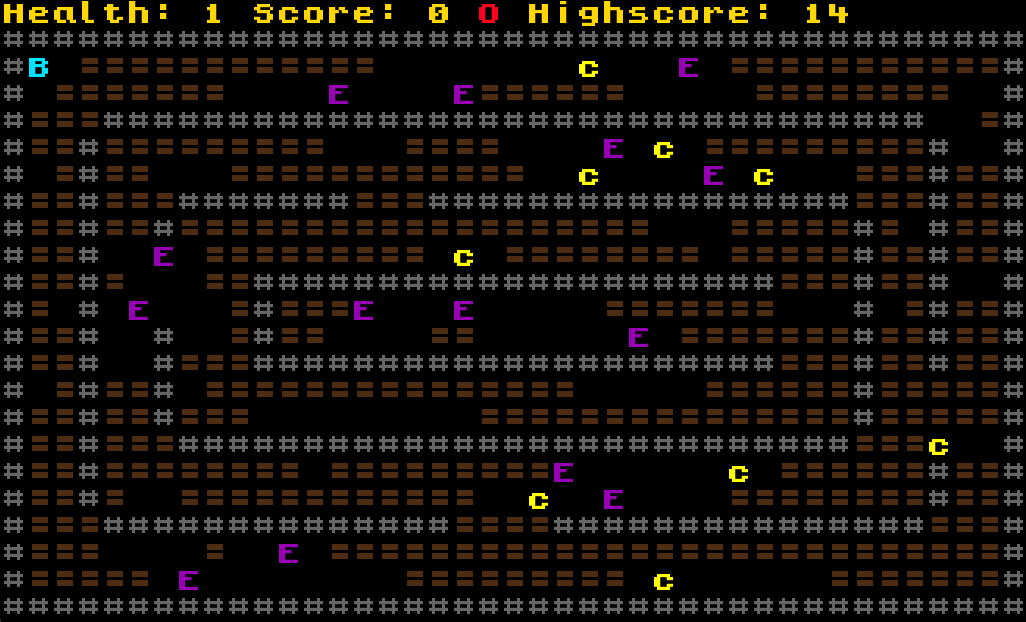 Health: 1 Score: 0 O Highscore: 14
#########################################
#B ============        c   E ===========#
# =======    E    E======     ========  #
#===#################################  =#
#==#=========   ====    E c =========#  #
# =#==   ============  c    E c   ===#==#
#==#===#######===#################===#==#
#==#==#===================   =====#= #==#
#==#  E ========= c ======== =====#==#==#
#==#=   ==#####################===#==#==#
#= # E   =#===E   E     =======   # =#==#
#==#  #  =#==    ==      E =======#==#==#
#==#  #===#####################===#==#==#
# =#==# ===============     ======#==#==#
#==#==#===         ===============#==#==#
#==#===###########################===c  #
#==#======== =========E      c ======#==#
#==#=  ============  c  E    ========#==#
#===##############====###############===#
#===    =  E ===========================#
#===== E        ========= c      =======#
#########################################